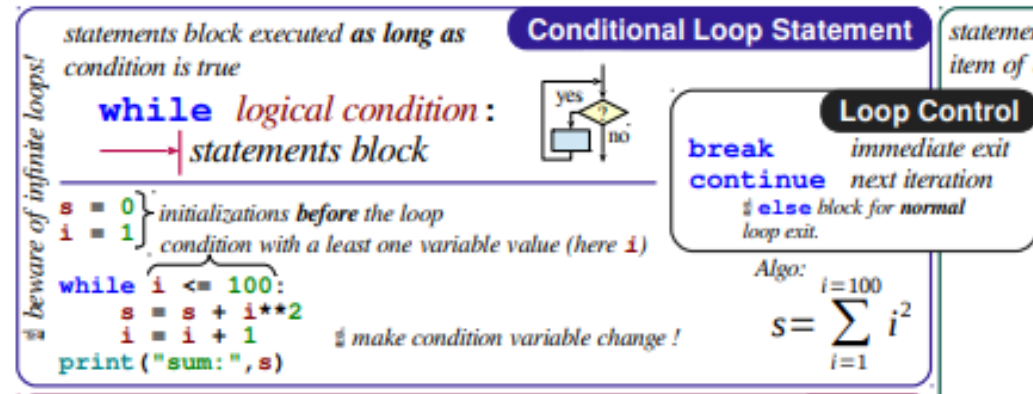 Conditional Loop Statement
statements block executed as long as
condition is true
while logical condition:
statements block
yes
?
no
beware of infinite loops!
Loop Control
break immediate exit
continue next iteration
else block for normal
loop exit.
s = 0
i = 1
initializations before the loop
condition with a least one variable value (here i)
while i <= 100:
s = s + i**2
i = i + 1
make condition variable change !
print("sum:",s)
Algo:
i=100
s= ∑ i²
i=1
item of